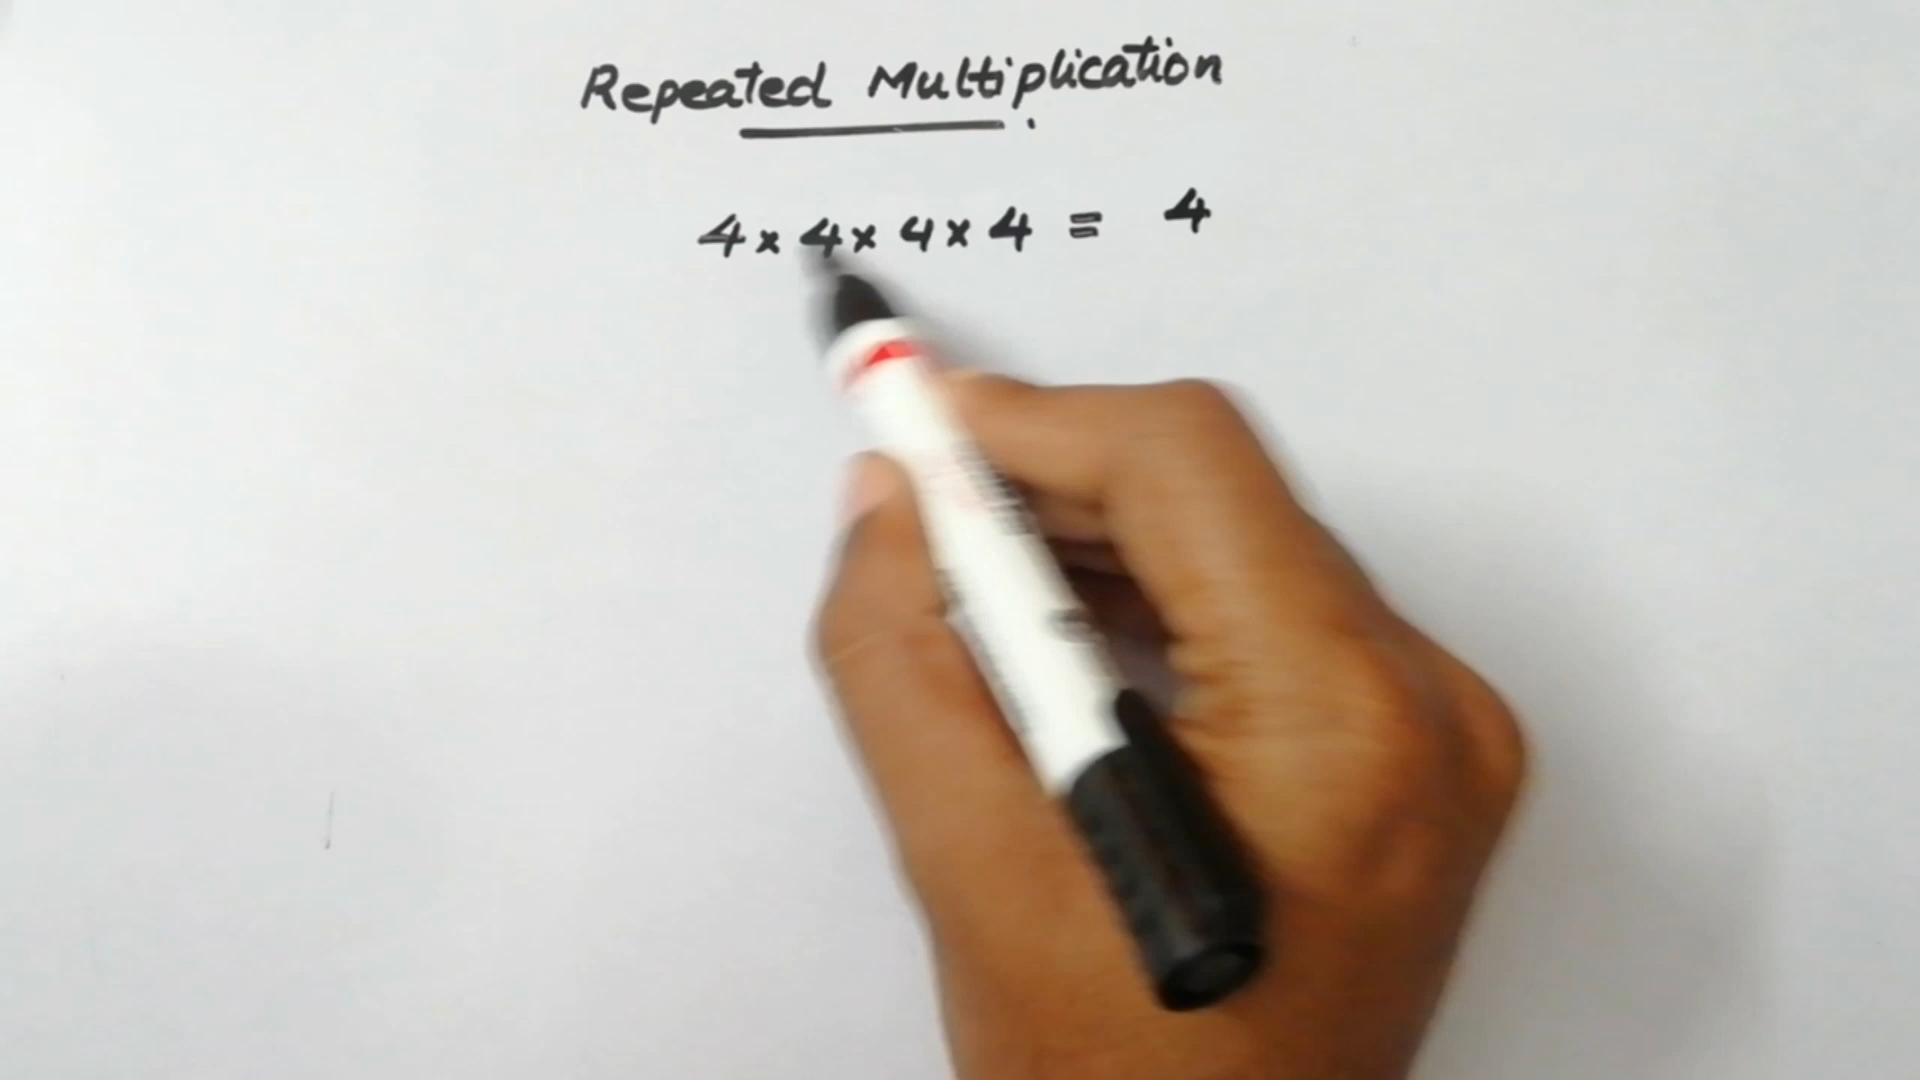 Repeated Multiplication
4 × 4 × 4 × 4 = 4